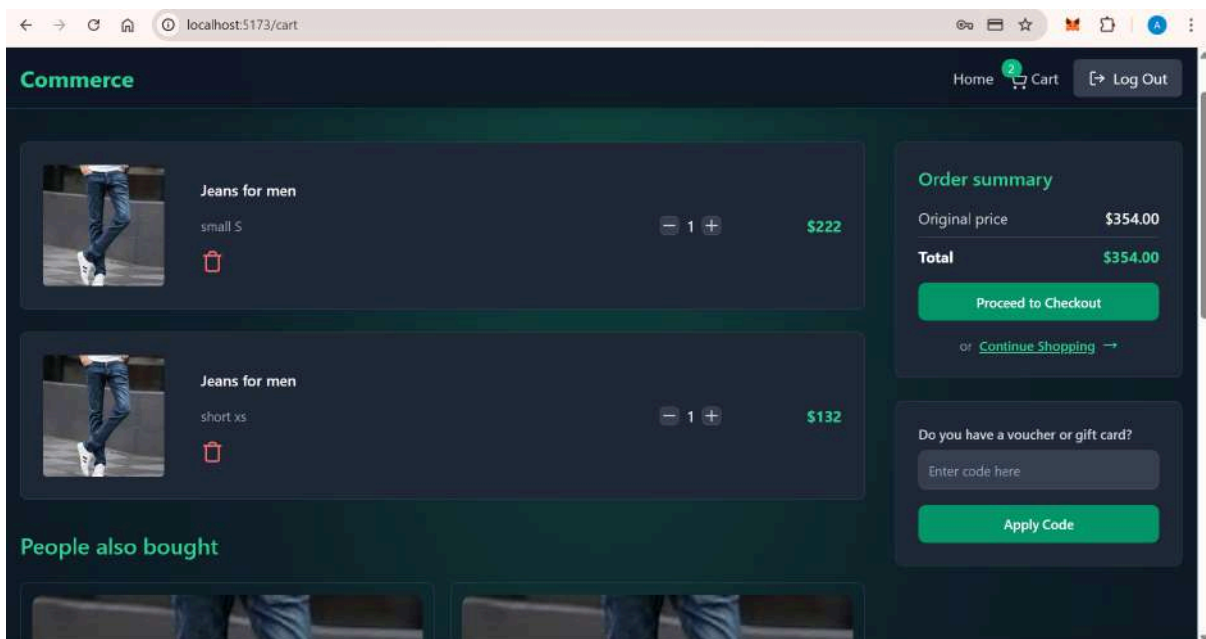 localhost:5173/cart
A
Commerce
Home
2
Cart
Log Out
Jeans for men
small S
1
$222
Jeans for men
short xs
1
$132
People also bought
Order summary
Original price $354.00
Total $354.00
Proceed to Checkout
or Continue Shopping →
Do you have a voucher or gift card?
Enter code here
Apply Code